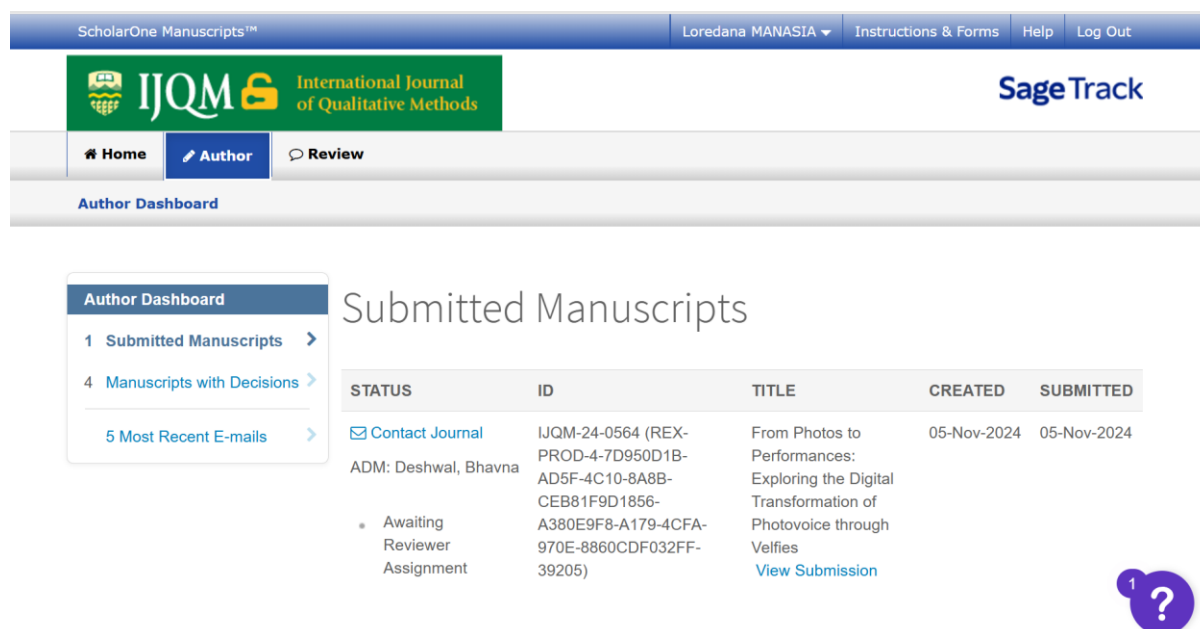 ScholarOne Manuscripts™
Loredana MANASIA Instructions & Forms Help Log Out
IJQM International Journal
of Qualitative Methods
Sage Track
Home Author Review
Author Dashboard
Author Dashboard
1 Submitted Manuscripts
4 Manuscripts with Decisions
5 Most Recent E-mails
Submitted Manuscripts
STATUS ID TITLE CREATED SUBMITTED
Contact Journal
ADM: Deshwal, Bhavna
Awaiting
Reviewer
Assignment
IJQM-24-0564 (REX-
PROD-4-7D950D1B-
AD5F-4C10-8A8B-
CEB81F9D1856-
A380E9F8-A179-4CFA-
970E-8860CDF032FF-
39205)
From Photos to
Performances:
Exploring the Digital
Transformation of
Photovoice through
Velfies
View Submission
05-Nov-2024 05-Nov-2024
1
?